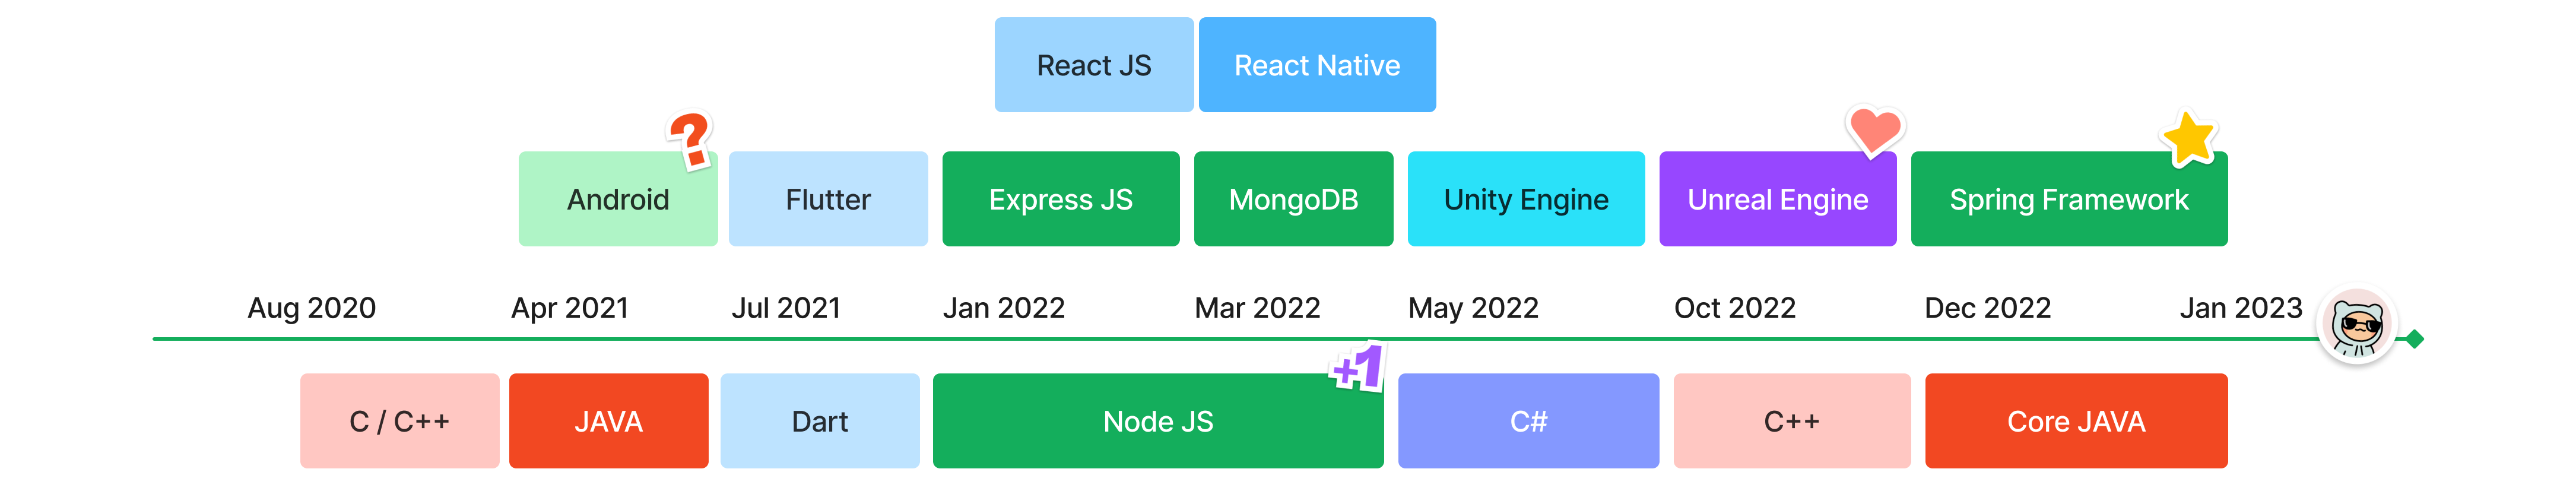 React JS
React Native
?
Android
Flutter
Express JS
MongoDB
Unity Engine
Unreal Engine
Spring Framework
Aug 2020
Apr 2021
Jul 2021
Jan 2022
Mar 2022
May 2022
Oct 2022
Dec 2022
Jan 2023
+1
C / C++
JAVA
Dart
Node JS
C#
C++
Core JAVA